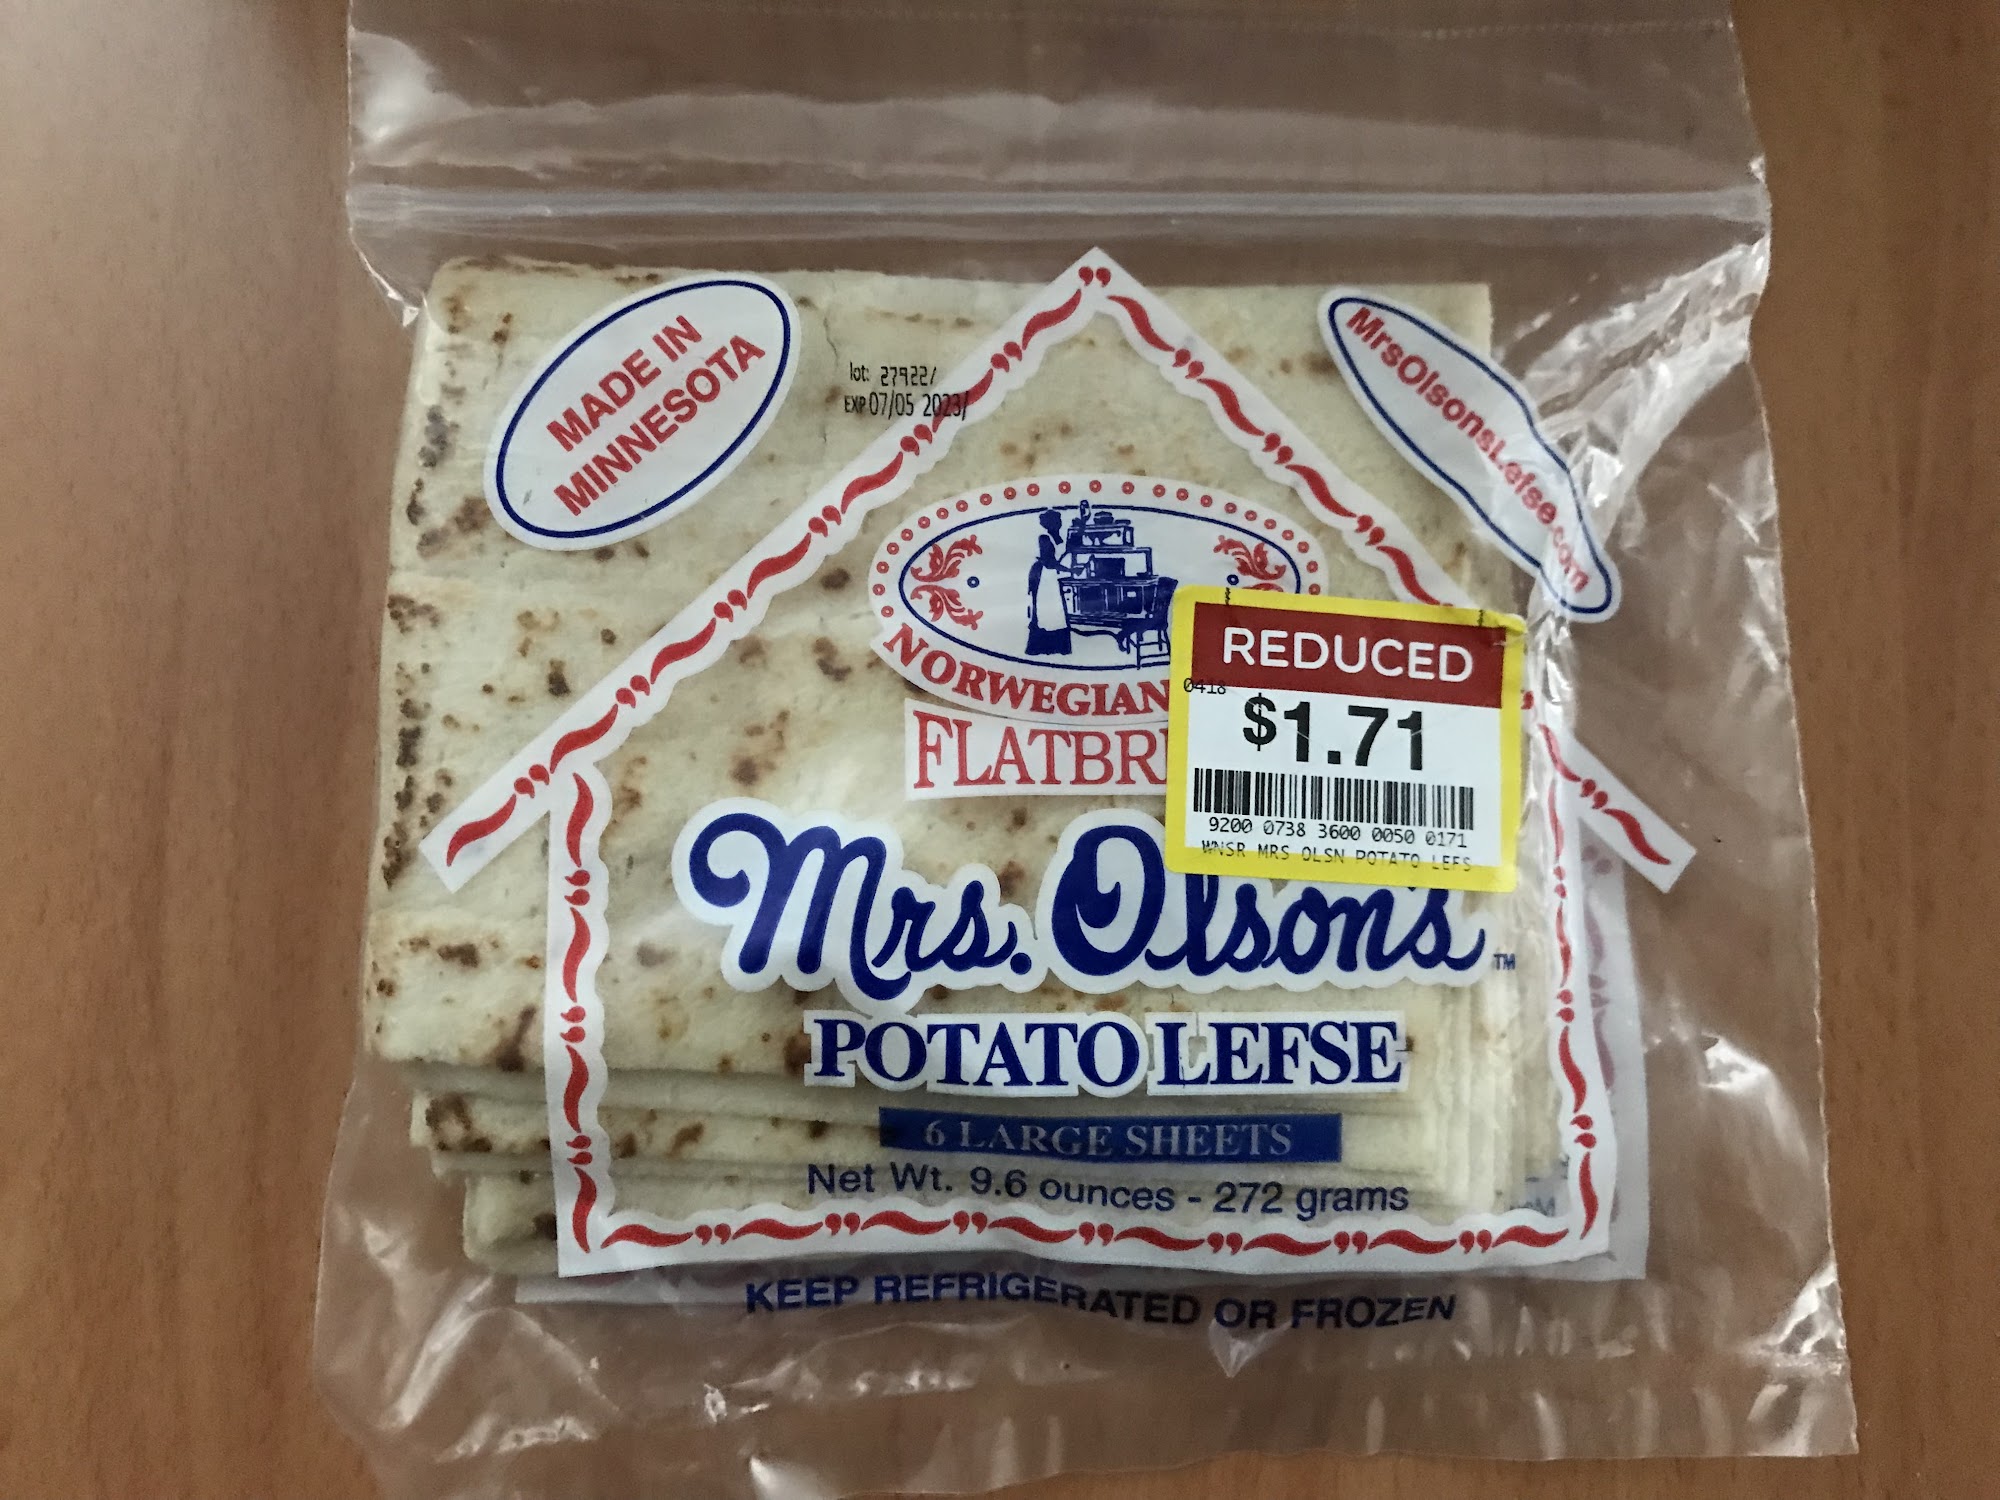 MADE IN
MINNESOTA
lot: 27922/
EXP 07/05 2023/
MrsOlsonsLefse.com
NORWEGIAN
FLATBR
REDUCED
0418
$1.71
9200 0738 3600 0050 0171
WNSR MRS OLSN POTATO LEFS
Mrs. Olson's™
POTATO LEFSE
6 LARGE SHEETS
Net Wt. 9.6 ounces - 272 grams
KEEP REFRIGERATED OR FROZEN